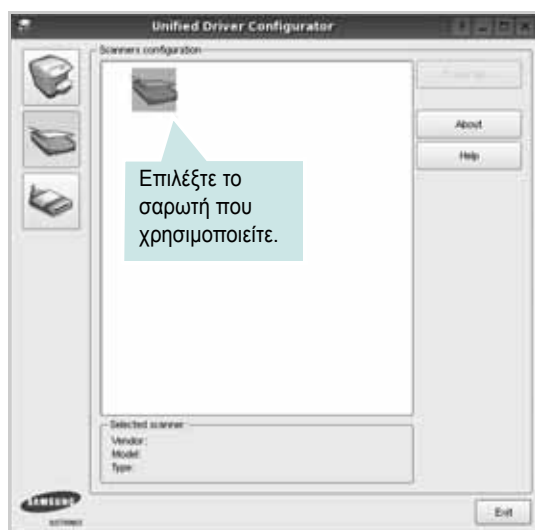 Unified Driver Configurator
Scanners configuration
About
Help
Επιλέξτε το
σαρωτή που
χρησιμοποιείτε.
Selected scanner
Vendor:
Model:
Type:
SAMSUNG
Exit